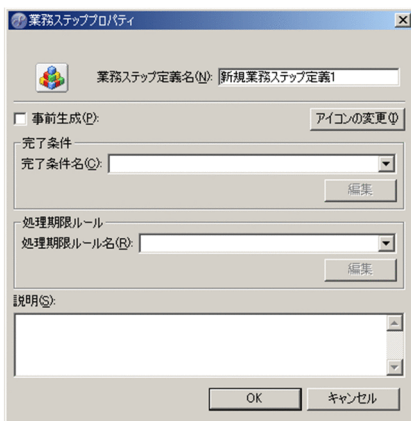 業務ステッププロパティ
業務ステップ定義名(N): 新規業務ステップ定義1
事前生成(P):
アイコンの変更(I)
完了条件
完了条件名(C):
編集
処理期限ルール
処理期限ルール名(R):
編集
説明(S):
OK キャンセル